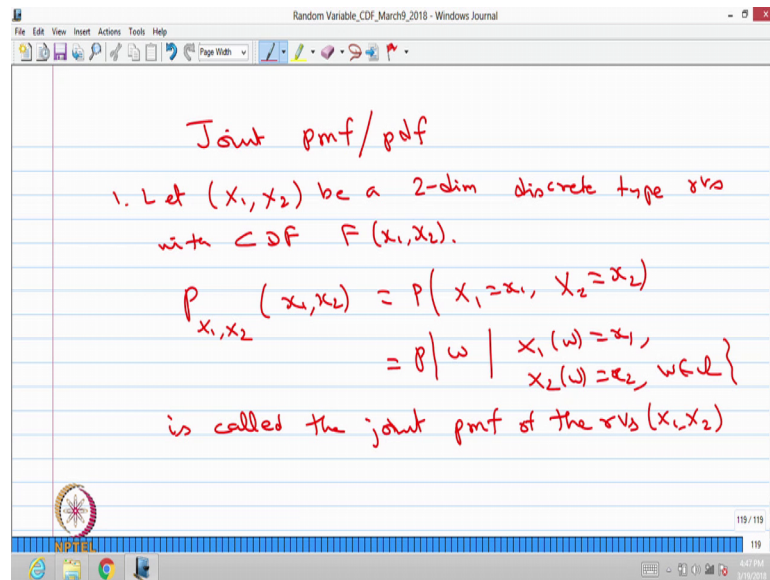 Random Variable_CDF_March9_2018 - Windows Journal
File Edit View Insert Actions Tools Help
Page Width
Joint pmf/pdf
1. Let (X₁, X₂) be a 2-dim discrete type rvs
with CDF F(x₁,x₂).
P_{X₁,X₂} (x₁,x₂) = P( X₁=x₁, X₂=x₂)
= P{ω | X₁(ω)=x₁,
X₂(ω)=x₂, ω∈Ω}
is called the joint pmf of the rvs (X₁,X₂)
119 / 119
NPTEL
119
4:47 PM
3/19/2018